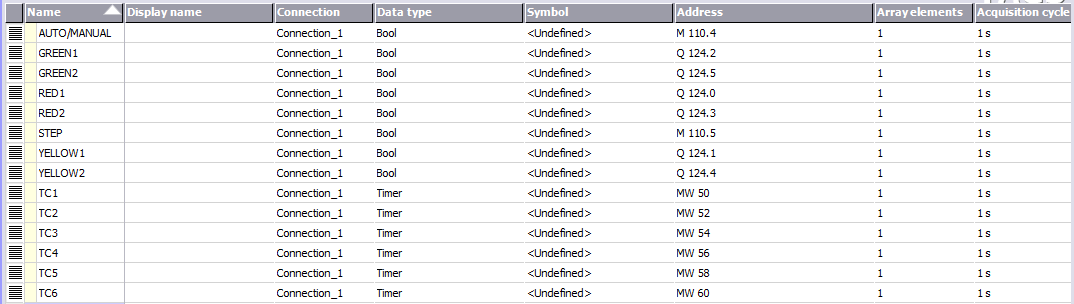 Name Display name Connection Data type Symbol Address Array elements Acquisition cycle
AUTO/MANUAL Connection_1 Bool <Undefined> M 110.4 1 1 s
GREEN1 Connection_1 Bool <Undefined> Q 124.2 1 1 s
GREEN2 Connection_1 Bool <Undefined> Q 124.5 1 1 s
RED1 Connection_1 Bool <Undefined> Q 124.0 1 1 s
RED2 Connection_1 Bool <Undefined> Q 124.3 1 1 s
STEP Connection_1 Bool <Undefined> M 110.5 1 1 s
YELLOW1 Connection_1 Bool <Undefined> Q 124.1 1 1 s
YELLOW2 Connection_1 Bool <Undefined> Q 124.4 1 1 s
TC1 Connection_1 Timer <Undefined> MW 50 1 1 s
TC2 Connection_1 Timer <Undefined> MW 52 1 1 s
TC3 Connection_1 Timer <Undefined> MW 54 1 1 s
TC4 Connection_1 Timer <Undefined> MW 56 1 1 s
TC5 Connection_1 Timer <Undefined> MW 58 1 1 s
TC6 Connection_1 Timer <Undefined> MW 60 1 1 s